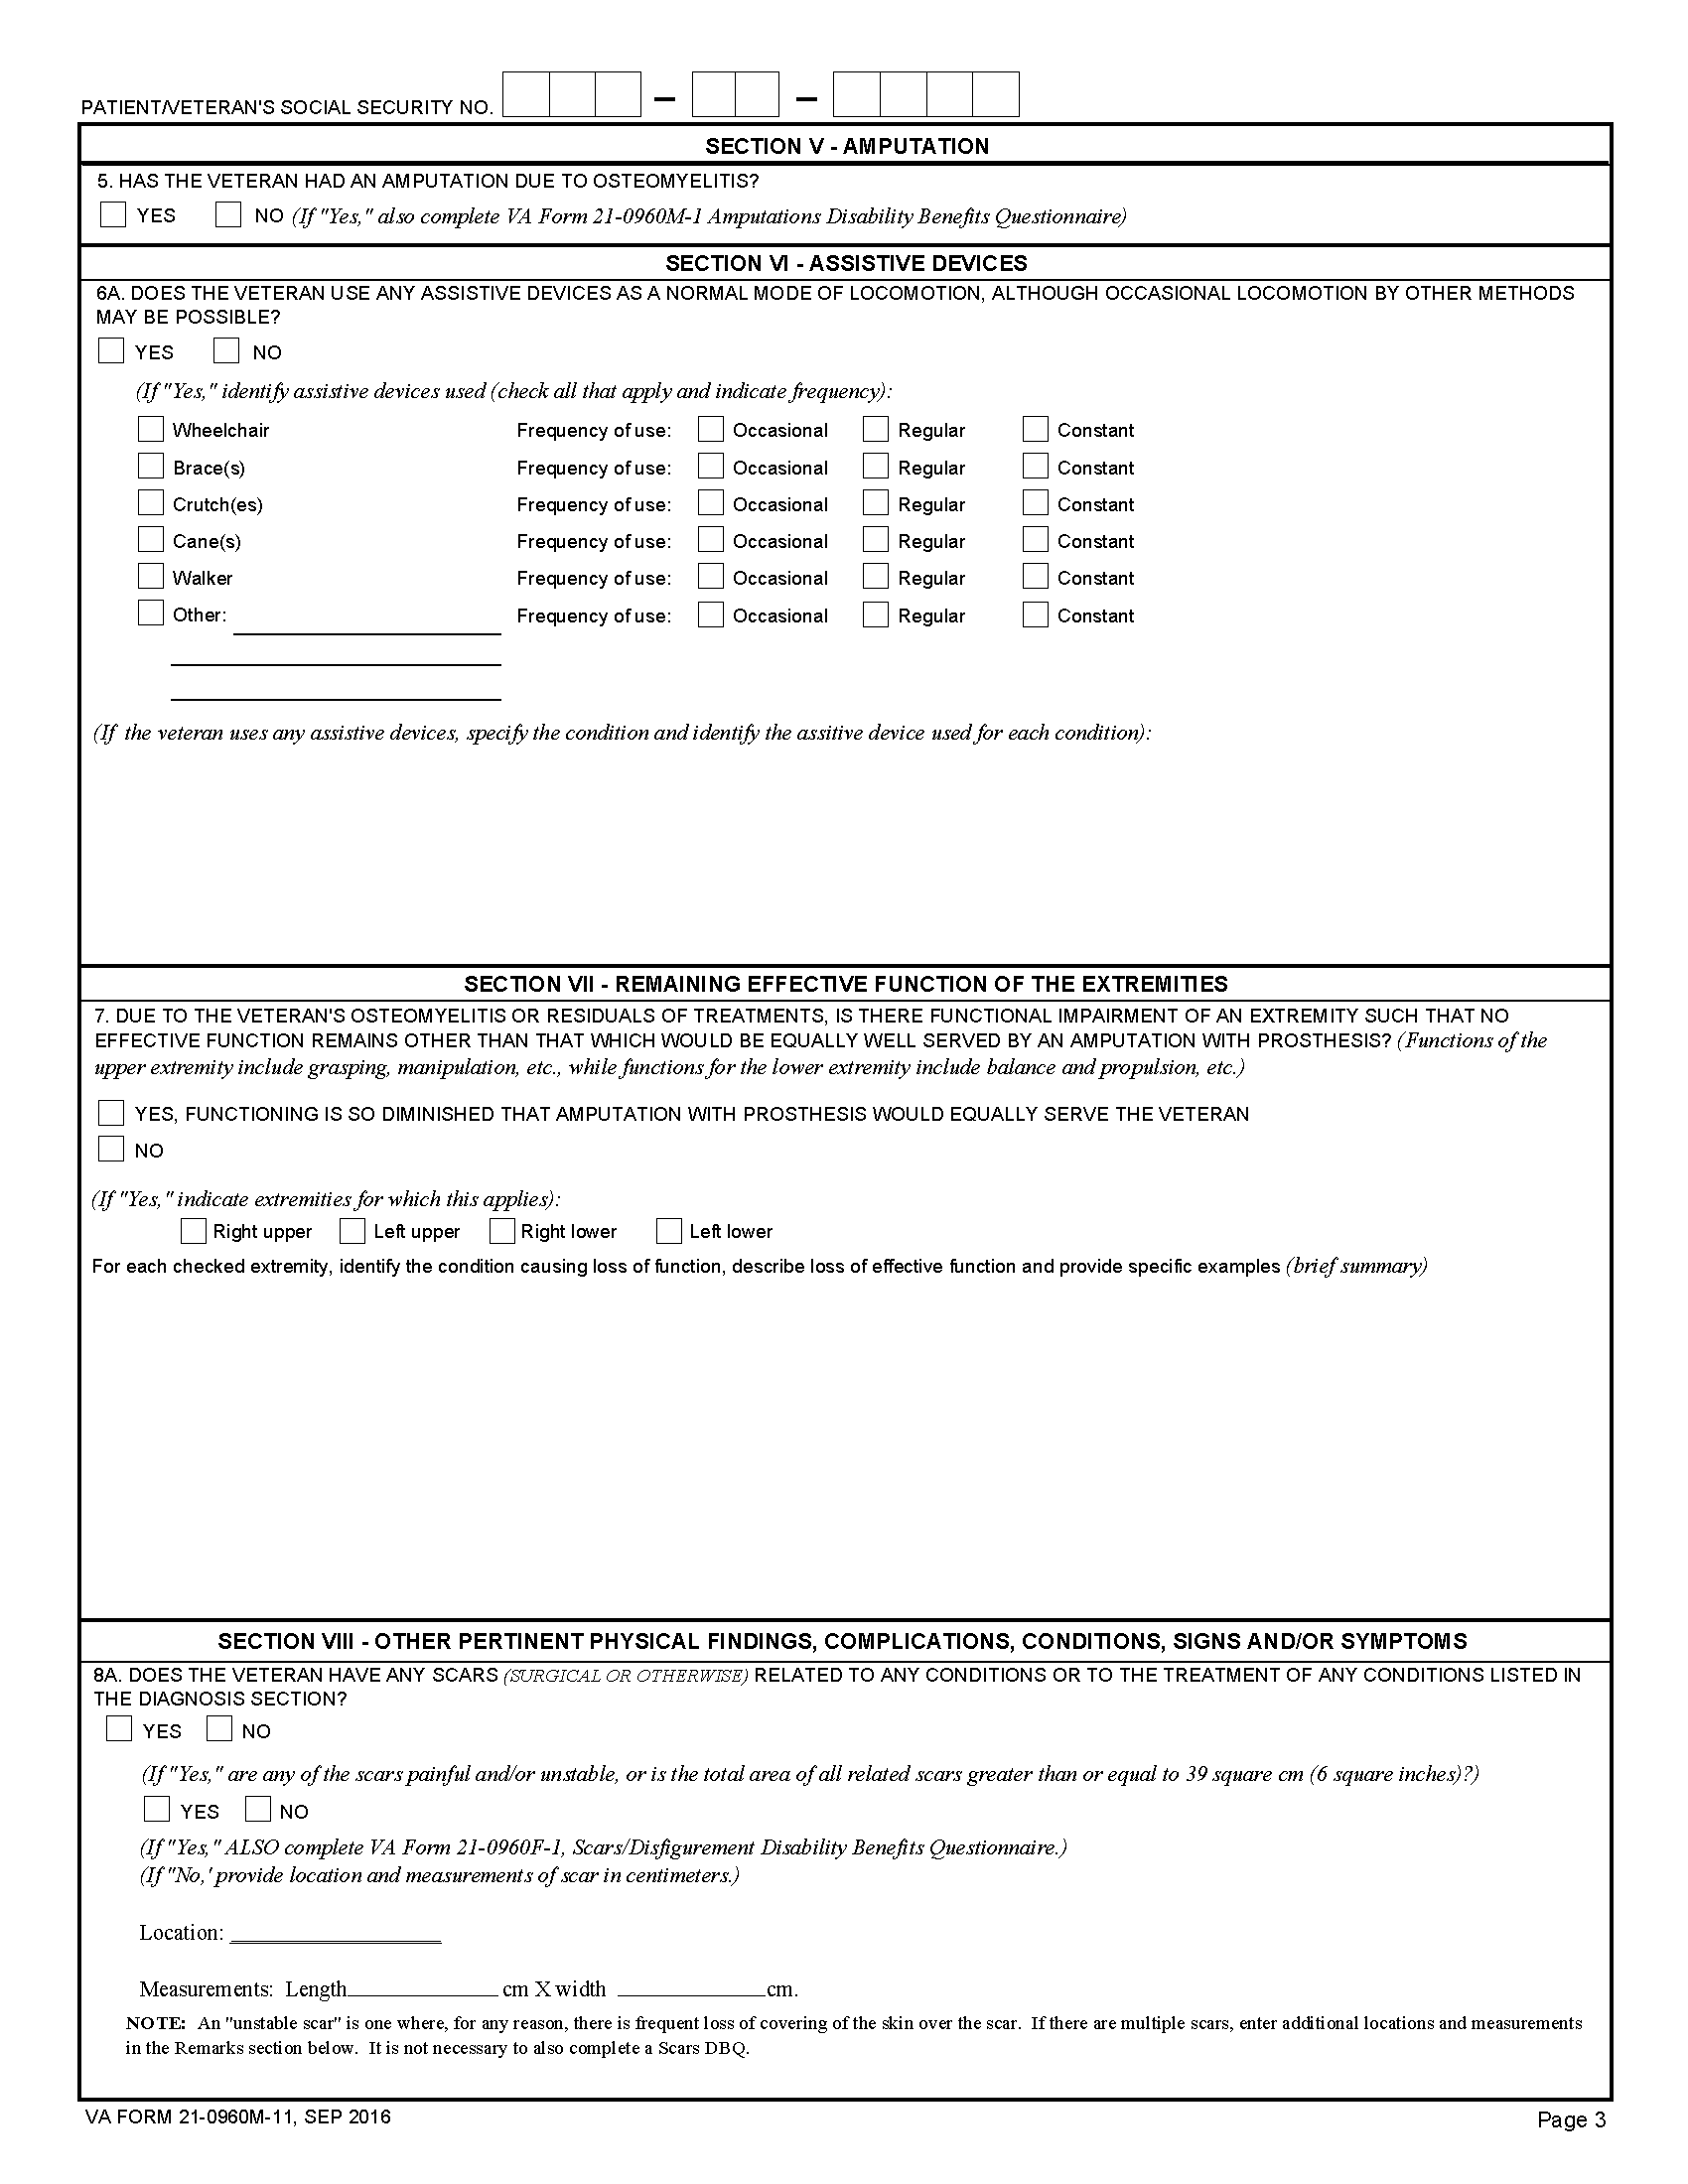 PATIENT/VETERAN'S SOCIAL SECURITY NO. – –
SECTION V - AMPUTATION
5. HAS THE VETERAN HAD AN AMPUTATION DUE TO OSTEOMYELITIS?
YES NO (If "Yes," also complete VA Form 21-0960M-1 Amputations Disability Benefits Questionnaire)
SECTION VI - ASSISTIVE DEVICES
6A. DOES THE VETERAN USE ANY ASSISTIVE DEVICES AS A NORMAL MODE OF LOCOMOTION, ALTHOUGH OCCASIONAL LOCOMOTION BY OTHER METHODS
MAY BE POSSIBLE?
YES NO
(If "Yes," identify assistive devices used (check all that apply and indicate frequency):
Wheelchair Frequency of use: Occasional Regular Constant
Brace(s) Frequency of use: Occasional Regular Constant
Crutch(es) Frequency of use: Occasional Regular Constant
Cane(s) Frequency of use: Occasional Regular Constant
Walker Frequency of use: Occasional Regular Constant
Other: Frequency of use: Occasional Regular Constant
(If the veteran uses any assistive devices, specify the condition and identify the assitive device used for each condition):
SECTION VII - REMAINING EFFECTIVE FUNCTION OF THE EXTREMITIES
7. DUE TO THE VETERAN'S OSTEOMYELITIS OR RESIDUALS OF TREATMENTS, IS THERE FUNCTIONAL IMPAIRMENT OF AN EXTREMITY SUCH THAT NO
EFFECTIVE FUNCTION REMAINS OTHER THAN THAT WHICH WOULD BE EQUALLY WELL SERVED BY AN AMPUTATION WITH PROSTHESIS? (Functions of the
upper extremity include grasping, manipulation, etc., while functions for the lower extremity include balance and propulsion, etc.)
YES, FUNCTIONING IS SO DIMINISHED THAT AMPUTATION WITH PROSTHESIS WOULD EQUALLY SERVE THE VETERAN
NO
(If "Yes," indicate extremities for which this applies):
Right upper Left upper Right lower Left lower
For each checked extremity, identify the condition causing loss of function, describe loss of effective function and provide specific examples (brief summary)
SECTION VIII - OTHER PERTINENT PHYSICAL FINDINGS, COMPLICATIONS, CONDITIONS, SIGNS AND/OR SYMPTOMS
8A. DOES THE VETERAN HAVE ANY SCARS (SURGICAL OR OTHERWISE) RELATED TO ANY CONDITIONS OR TO THE TREATMENT OF ANY CONDITIONS LISTED IN
THE DIAGNOSIS SECTION?
YES NO
(If "Yes," are any of the scars painful and/or unstable, or is the total area of all related scars greater than or equal to 39 square cm (6 square inches)?)
YES NO
(If "Yes," ALSO complete VA Form 21-0960F-1, Scars/Disfigurement Disability Benefits Questionnaire.)
(If "No,' provide location and measurements of scar in centimeters.)
Location:
Measurements: Length cm X width cm.
NOTE: An "unstable scar" is one where, for any reason, there is frequent loss of covering of the skin over the scar. If there are multiple scars, enter additional locations and measurements
in the Remarks section below. It is not necessary to also complete a Scars DBQ.
VA FORM 21-0960M-11, SEP 2016 Page 3